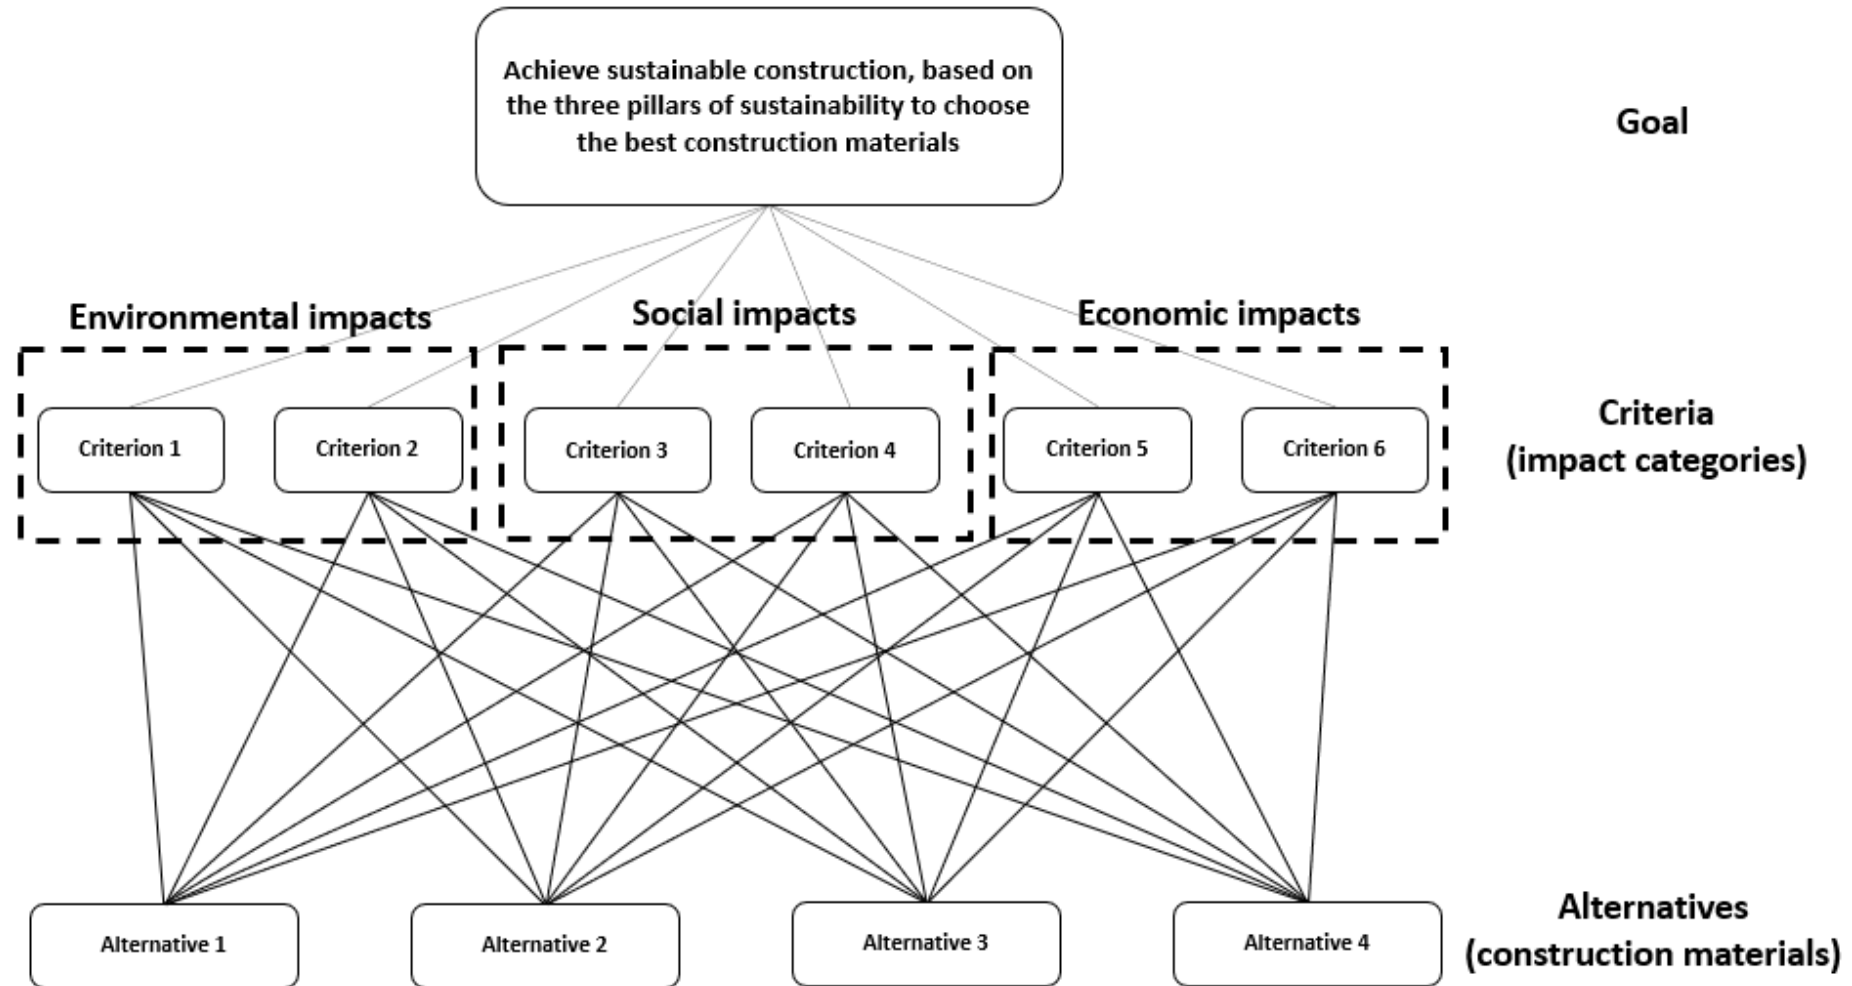 Achieve sustainable construction, based on
the three pillars of sustainability to choose
the best construction materials
Goal
Environmental impacts
Social impacts
Economic impacts
Criterion 1
Criterion 2
Criterion 3
Criterion 4
Criterion 5
Criterion 6
Criteria
(impact categories)
Alternative 1
Alternative 2
Alternative 3
Alternative 4
Alternatives
(construction materials)